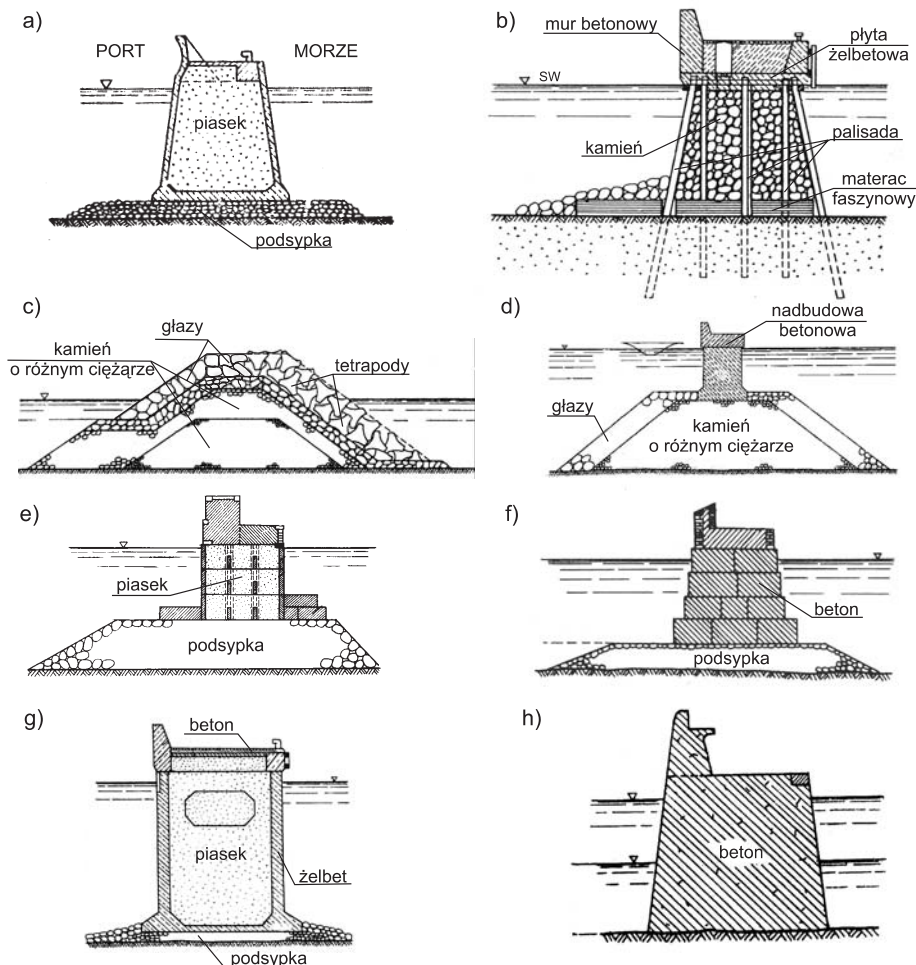 a)
PORT
MORZE
piasek
podsypka
b)
mur betonowy
płyta
żelbetowa
SW
kamień
palisada
materac
faszynowy
c)
głazy
kamień
o różnym ciężarze
tetrapody
d)
nadbudowa
betonowa
głazy
kamień
o różnym ciężarze
e)
piasek
podsypka
f)
beton
podsypka
g)
beton
piasek
żelbet
podsypka
h)
beton